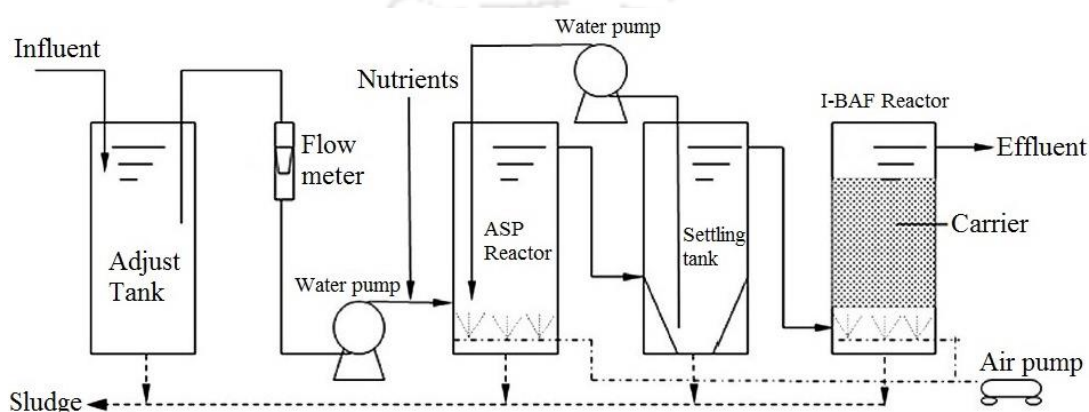 Influent
Water pump
Nutrients
I-BAF Reactor
Flow
meter
Effluent
ASP
Reactor
Settling
tank
Carrier
Adjust
Tank
Water pump
Air pump
Sludge